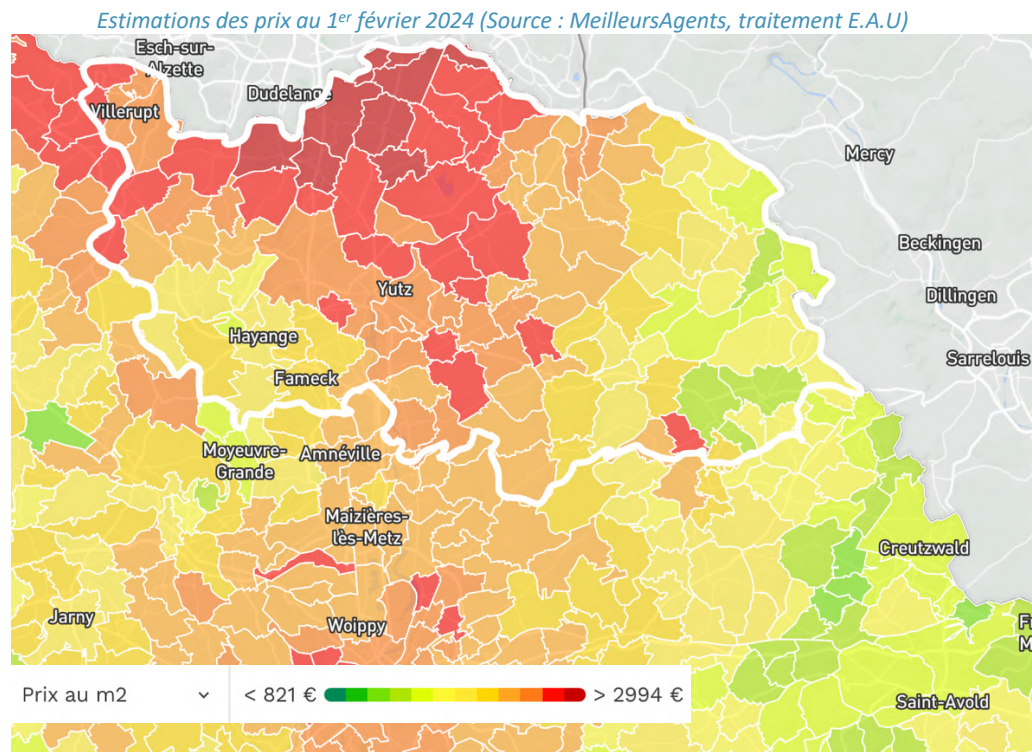 Estimations des prix au 1er février 2024 (Source : MeilleursAgents, traitement E.A.U)
Esch-sur-
Alzette
Dudelange
Villerupt
Mercy
Beckingen
Yutz
Dillingen
Hayange
Sarrelouis
Fameck
Moyeuvre-
Grande
Amnéville
Maizières-
lès-Metz
Creutzwald
Jarny
Woippy
Prix au m2
< 821 €
> 2994 €
Saint-Avold